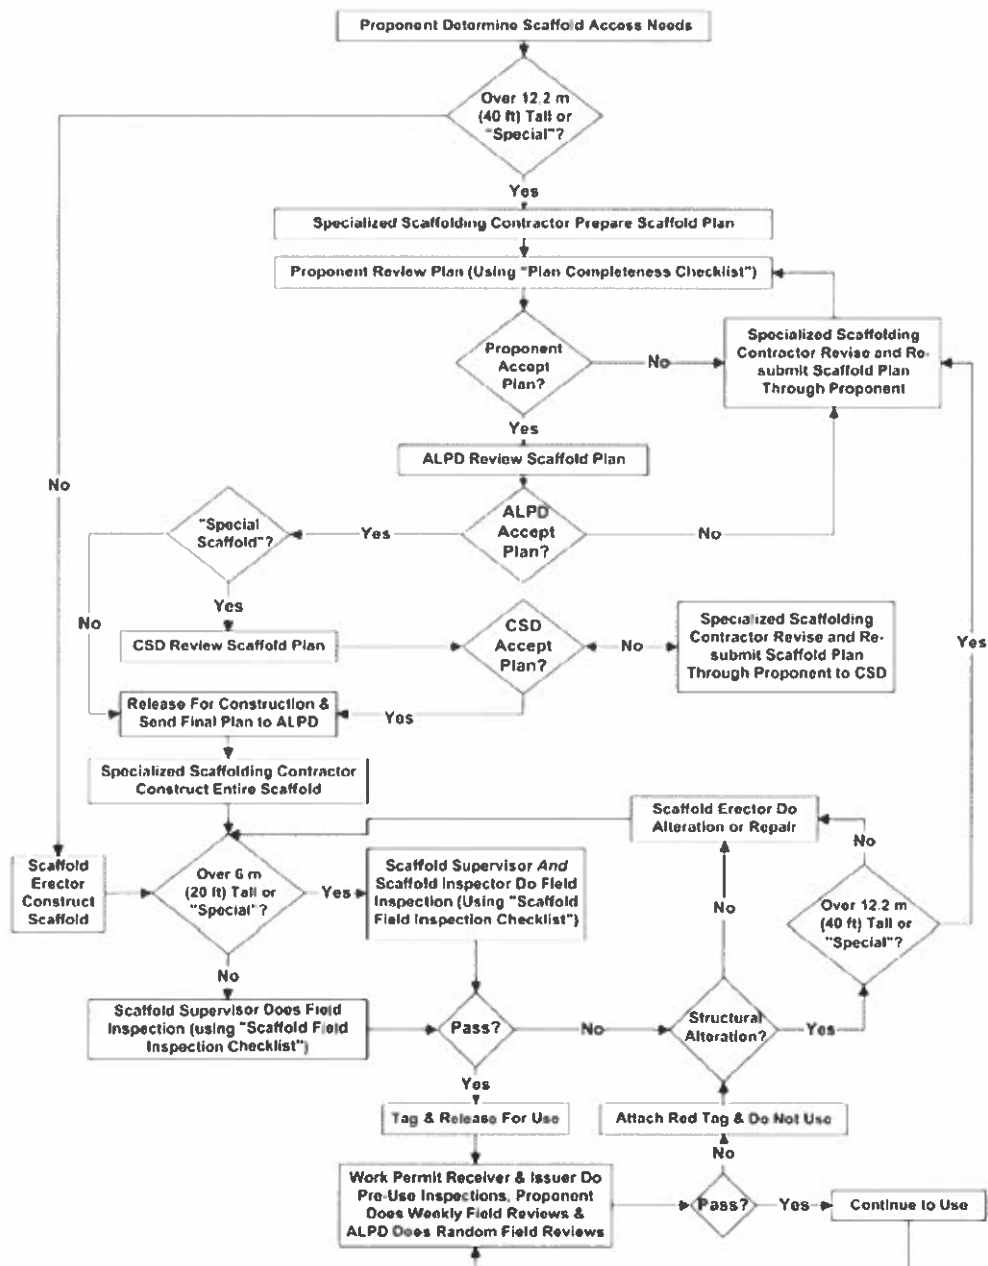 Proponent Determine Scaffold Access Needs
Over 12.2 m
(40 ft) Tall or
"Special"?
Yes
Specialized Scaffolding Contractor Prepare Scaffold Plan
Proponent Review Plan (Using "Plan Completeness Checklist")
Proponent
Accept
Plan?
No
Specialized Scaffolding
Contractor Revise and Re-
submit Scaffold Plan
Through Proponent
Yes
ALPD Review Scaffold Plan
No
"Special
Scaffold"?
Yes
ALPD
Accept
Plan?
No
Yes
No
CSD Review Scaffold Plan
CSD
Accept
Plan?
No
Specialized Scaffolding
Contractor Revise and Re-
submit Scaffold Plan
Through Proponent to CSD
Yes
Release For Construction &
Send Final Plan to ALPD
Yes
Specialized Scaffolding Contractor
Construct Entire Scaffold
Scaffold Erector Do
Alteration or Repair
No
Scaffold
Erector
Construct
Scaffold
Over 6 m
(20 ft) Tall or
"Special"?
Yes
Scaffold Supervisor And
Scaffold Inspector Do Field
Inspection (Using "Scaffold
Field Inspection Checklist")
No
Over 12.2 m
(40 ft) Tall or
"Special"?
No
Scaffold Supervisor Does Field
Inspection (using "Scaffold Field
Inspection Checklist")
Pass?
No
Structural
Alteration?
Yes
Yes
Tag & Release For Use
Attach Red Tag & Do Not Use
No
Work Permit Receiver & Issuer Do
Pre-Use Inspections, Proponent
Does Weekly Field Reviews &
ALPD Does Random Field Reviews
Pass?
Yes
Continue to Use